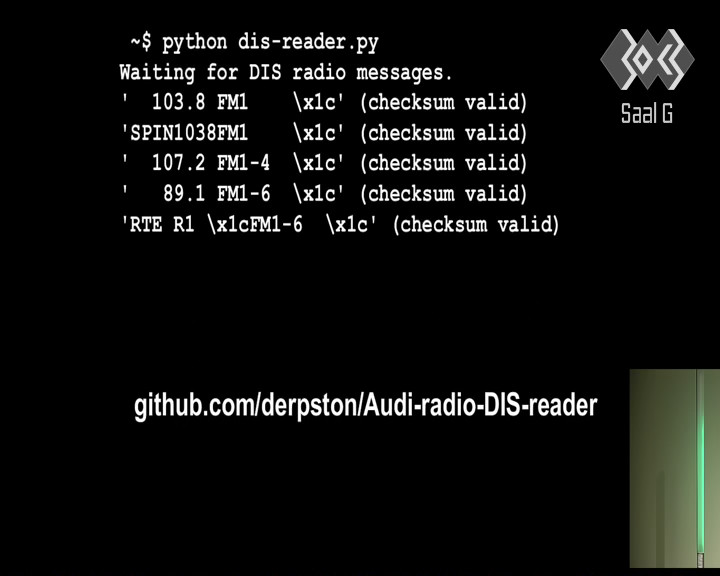 ~$ python dis-reader.py
Waiting for DIS radio messages.
'  103.8 FM1    \x1c' (checksum valid)
'SPIN1038FM1    \x1c' (checksum valid)
'  107.2 FM1-4  \x1c' (checksum valid)
'   89.1 FM1-6  \x1c' (checksum valid)
'RTE R1 \x1cFM1-6  \x1c' (checksum valid)
Saal G
github.com/derpston/Audi-radio-DIS-reader